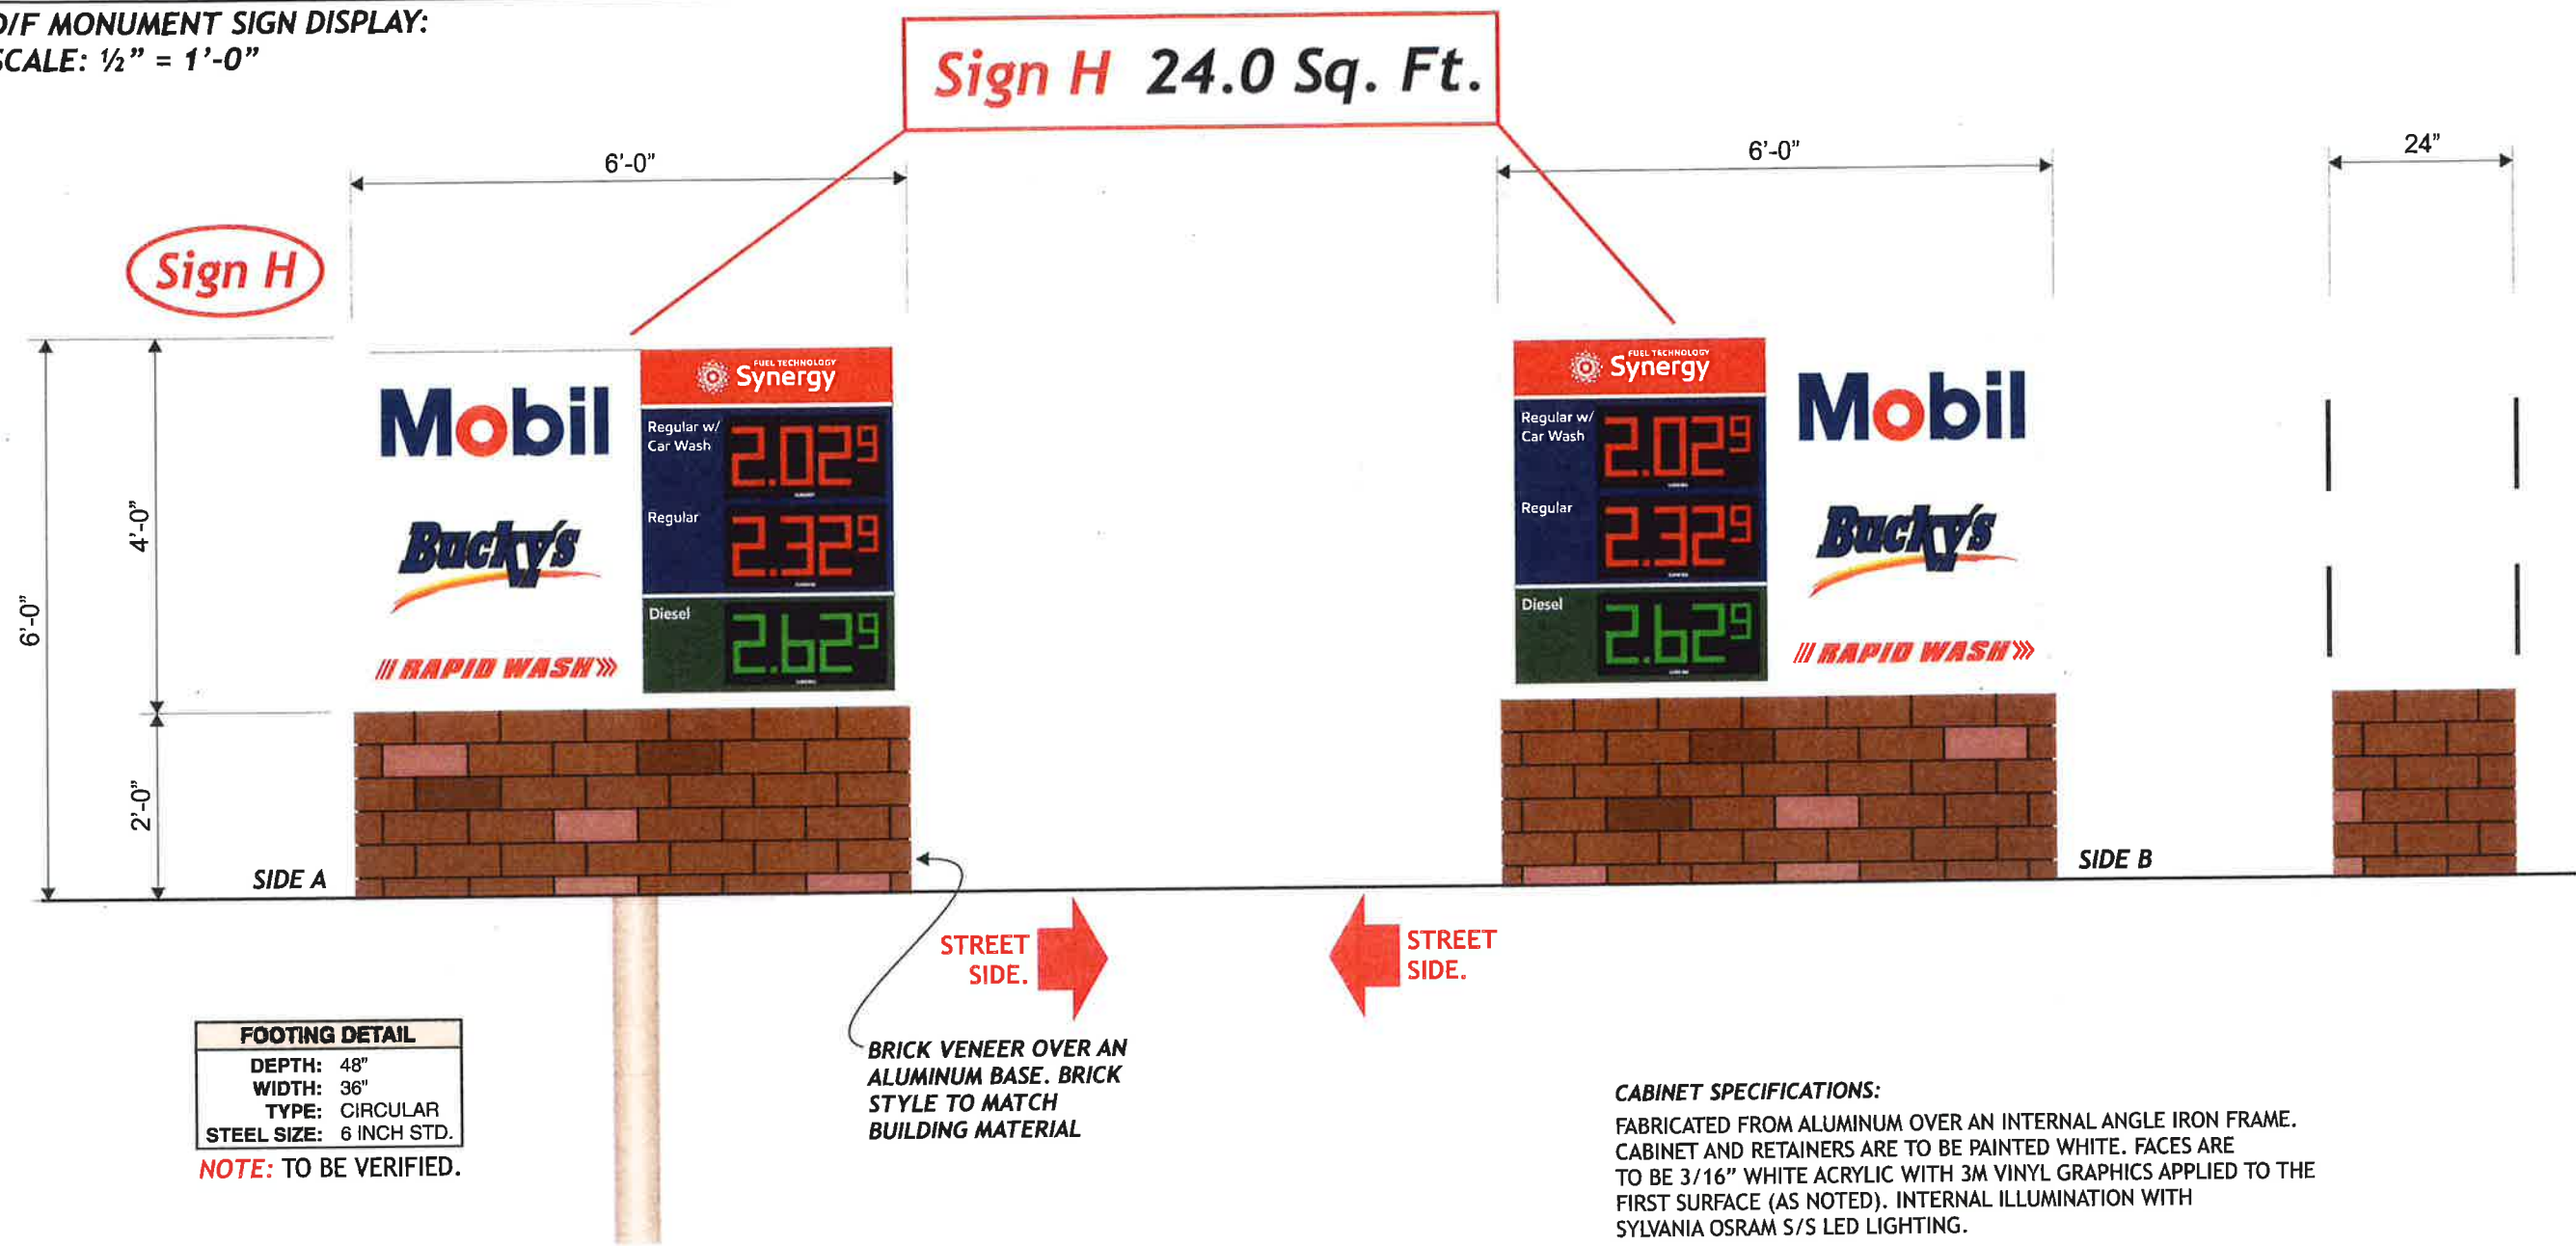 D/F MONUMENT SIGN DISPLAY:
SCALE: ½” = 1’-0”
Sign H 24.0 Sq. Ft.
6’-0”
6’-0”
24”
Sign H
6’-0”
4’-0”
2’-0”
Mobil
Bucky’s
RAPID WASH
FUEL TECHNOLOGY
Synergy
Regular w/
Car Wash
2.029
Regular
2.329
Diesel
2.629
FUEL TECHNOLOGY
Synergy
Regular w/
Car Wash
2.029
Regular
2.329
Diesel
2.629
Mobil
Bucky’s
RAPID WASH
SIDE A
SIDE B
STREET
SIDE.
STREET
SIDE.
FOOTING DETAIL
DEPTH: 48”
WIDTH: 36”
TYPE: CIRCULAR
STEEL SIZE: 6 INCH STD.
NOTE: TO BE VERIFIED.
BRICK VENEER OVER AN
ALUMINUM BASE. BRICK
STYLE TO MATCH
BUILDING MATERIAL
CABINET SPECIFICATIONS:
FABRICATED FROM ALUMINUM OVER AN INTERNAL ANGLE IRON FRAME.
CABINET AND RETAINERS ARE TO BE PAINTED WHITE. FACES ARE
TO BE 3/16” WHITE ACRYLIC WITH 3M VINYL GRAPHICS APPLIED TO THE
FIRST SURFACE (AS NOTED). INTERNAL ILLUMINATION WITH
SYLVANIA OSRAM S/S LED LIGHTING.